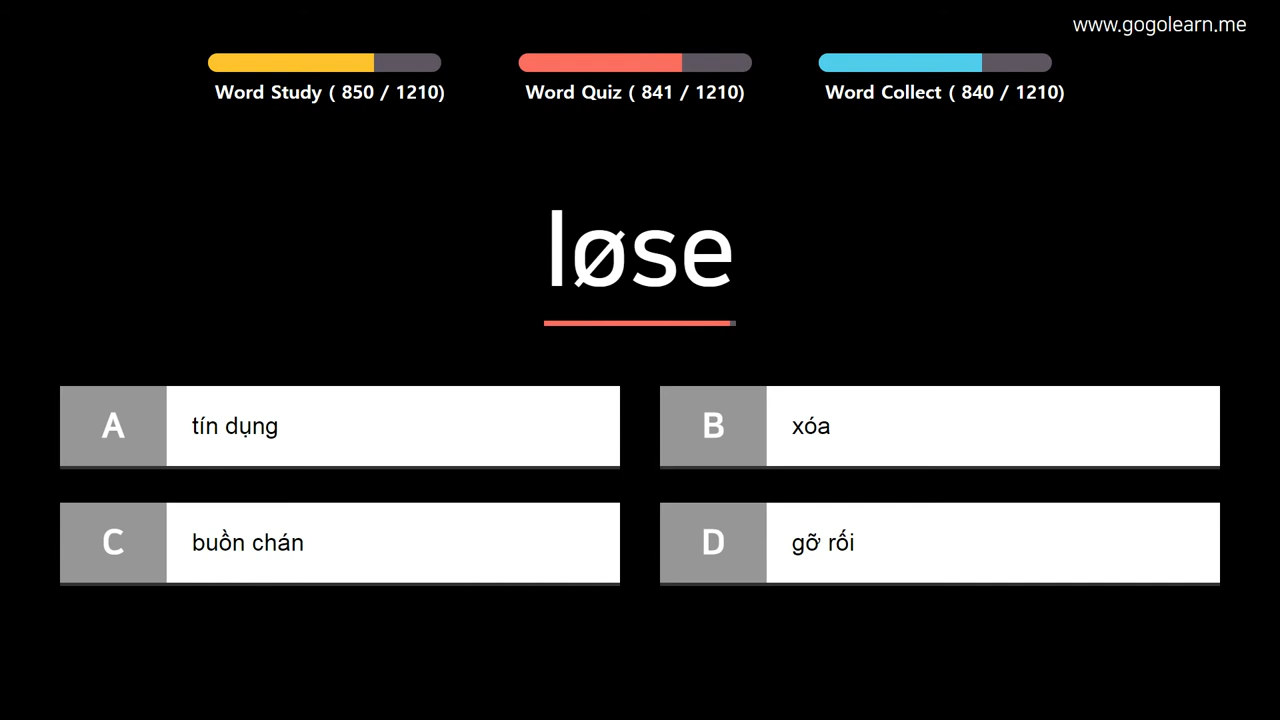 www.gogolearn.me
Word Study ( 850 / 1210)
Word Quiz ( 841 / 1210)
Word Collect ( 840 / 1210)
løse
A tín dụng
B xóa
C buồn chán
D gỡ rối